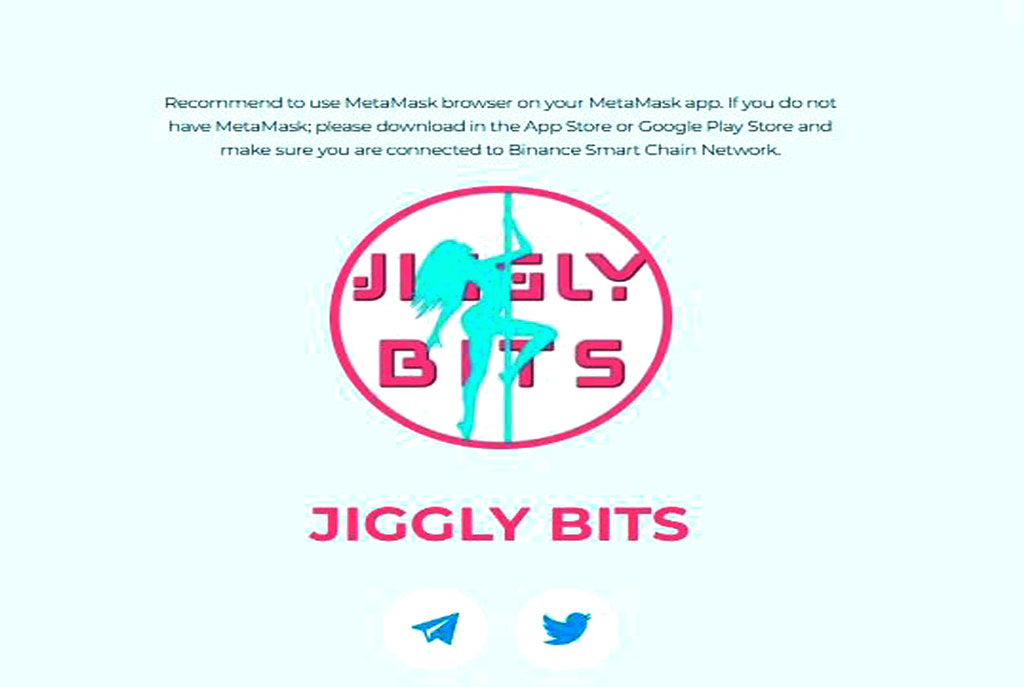 Recommend to use MetaMask browser on your MetaMask app. If you do not
have MetaMask; please download in the App Store or Google Play Store and
make sure you are connected to Binance Smart Chain Network.
JIGGLY
BITS
JIGGLY BITS